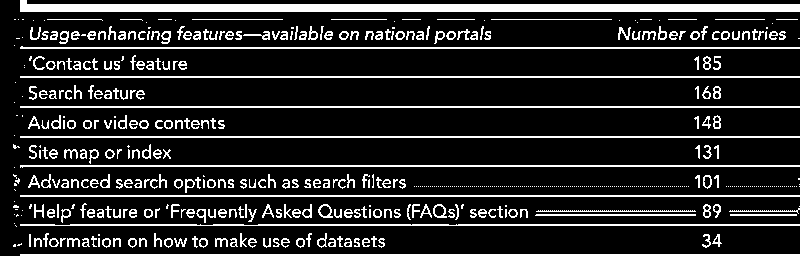 Usage-enhancing features—available on national portals Number of countries
‘Contact us’ feature 185
Search feature 168
Audio or video contents 148
Site map or index 131
Advanced search options such as search filters 101
‘Help’ feature or ‘Frequently Asked Questions (FAQs)’ section 89
Information on how to make use of datasets 34